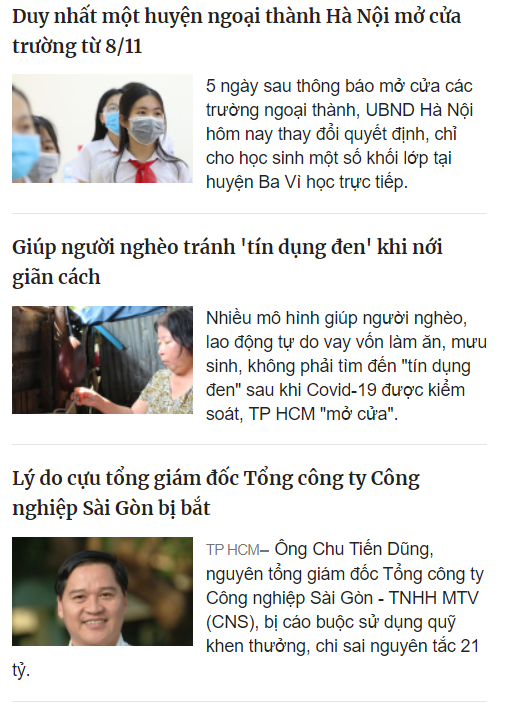 Duy nhất một huyện ngoại thành Hà Nội mở cửa
trường từ 8/11
5 ngày sau thông báo mở cửa các
trường ngoại thành, UBND Hà Nội
hôm nay thay đổi quyết định, chỉ
cho học sinh một số khối lớp tại
huyện Ba Vì học trực tiếp.
Giúp người nghèo tránh 'tín dụng đen' khi nới
giãn cách
Nhiều mô hình giúp người nghèo,
lao động tự do vay vốn làm ăn, mưu
sinh, không phải tìm đến "tín dụng
đen" sau khi Covid-19 được kiểm
soát, TP HCM "mở cửa".
Lý do cựu tổng giám đốc Tổng công ty Công
nghiệp Sài Gòn bị bắt
TP HCM– Ông Chu Tiến Dũng,
nguyên tổng giám đốc Tổng công ty
Công nghiệp Sài Gòn - TNHH MTV
(CNS), bị cáo buộc sử dụng quỹ
khen thưởng, chi sai nguyên tắc 21
tỷ.